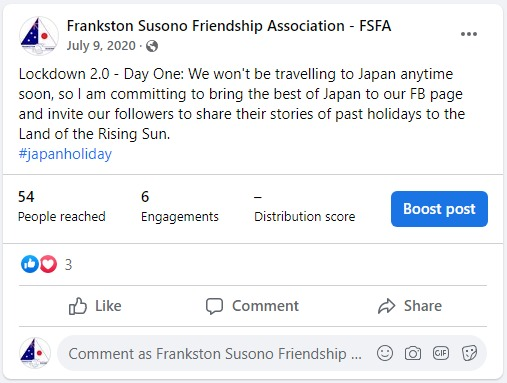 Frankston Susono Friendship Association - FSFA
July 9, 2020 ·
Lockdown 2.0 - Day One: We won't be travelling to Japan anytime
soon, so I am committing to bring the best of Japan to our FB page
and invite our followers to share their stories of past holidays to the
Land of the Rising Sun.
#japanholiday
54 6 –
People reached Engagements Distribution score
Boost post
3
Like Comment Share
Comment as Frankston Susono Friendship ... GIF